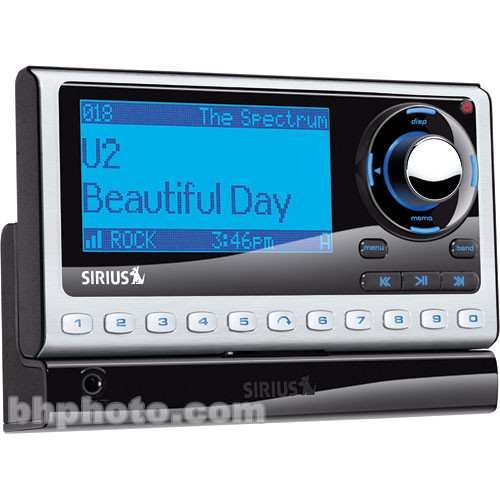 018 The Spectrum
U2
Beautiful Day
ROCK 3:46pm A
disp
memo
menu band
SIRIUS
1 2 3 4 5 6 7 8 9 0
SIRIUS
bhphoto.com